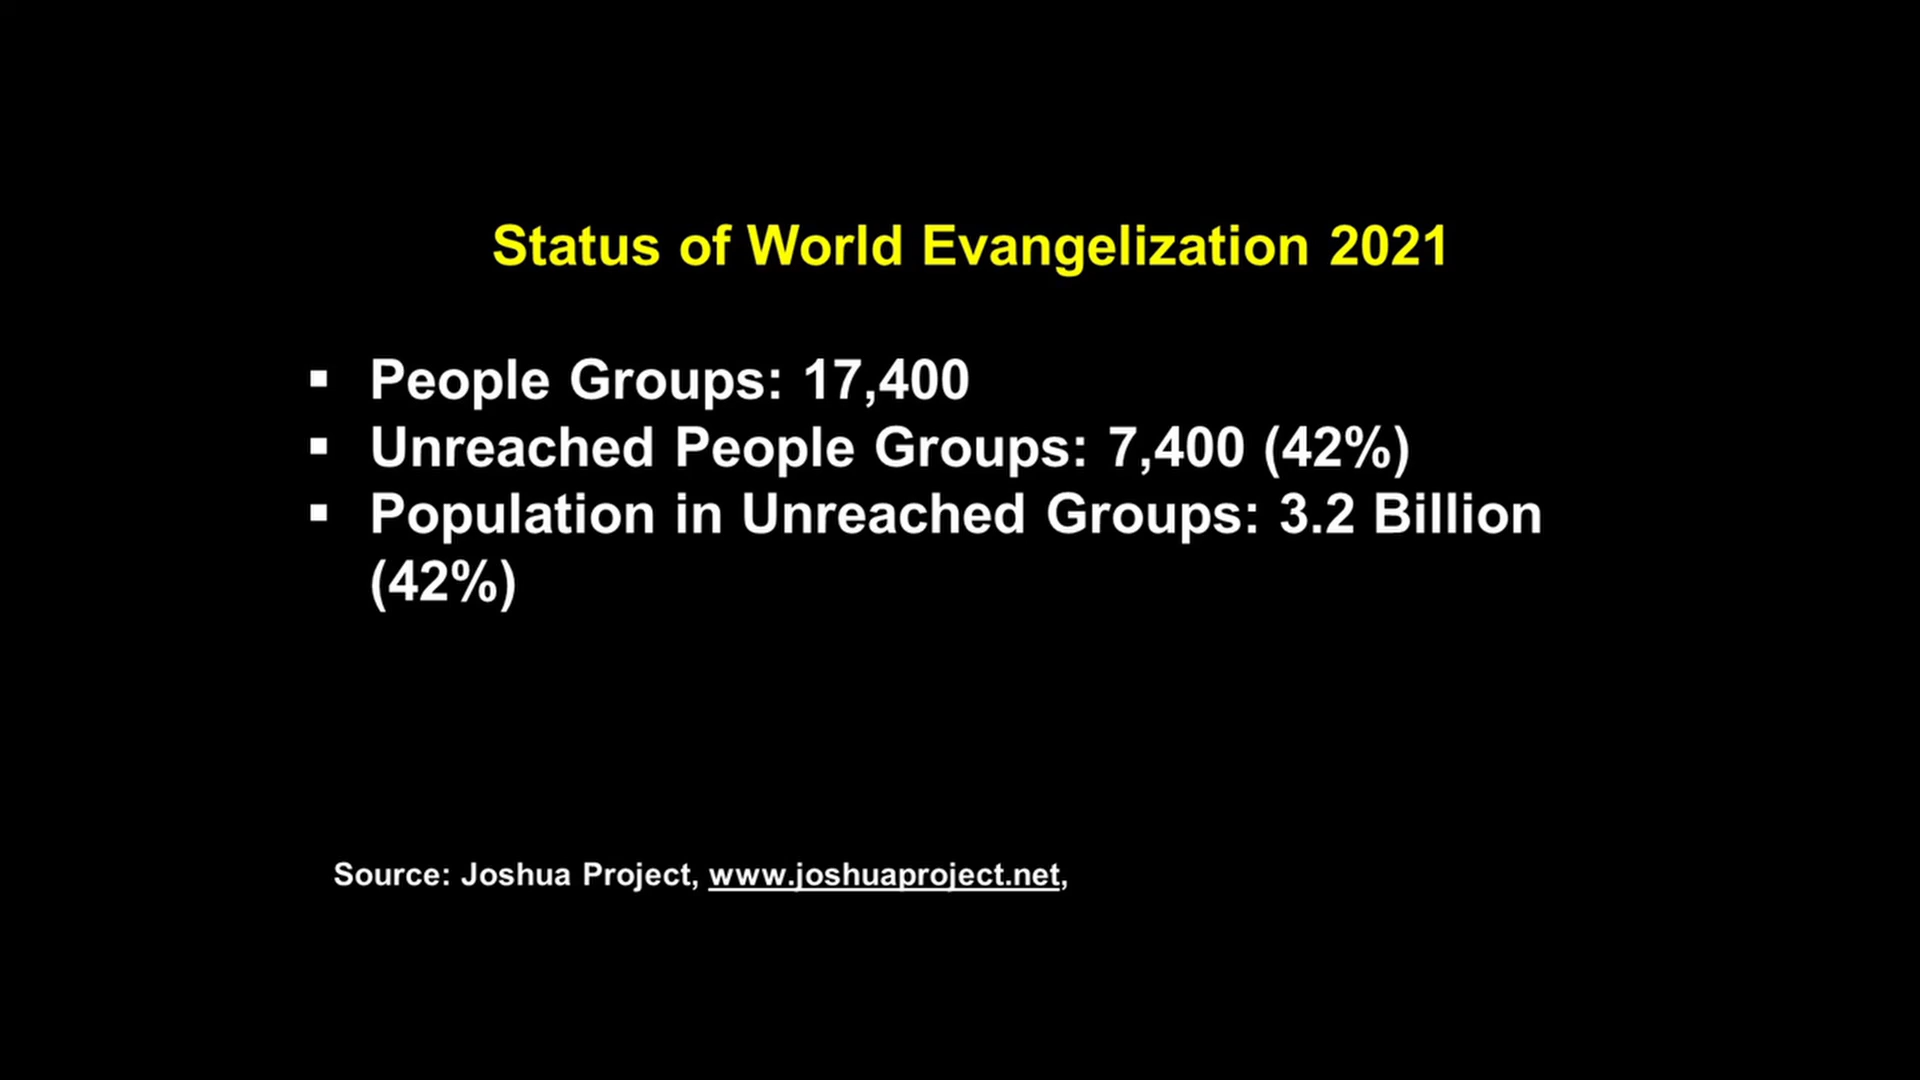 Status of World Evangelization 2021
▪ People Groups: 17,400
▪ Unreached People Groups: 7,400 (42%)
▪ Population in Unreached Groups: 3.2 Billion
(42%)
Source: Joshua Project, www.joshuaproject.net,